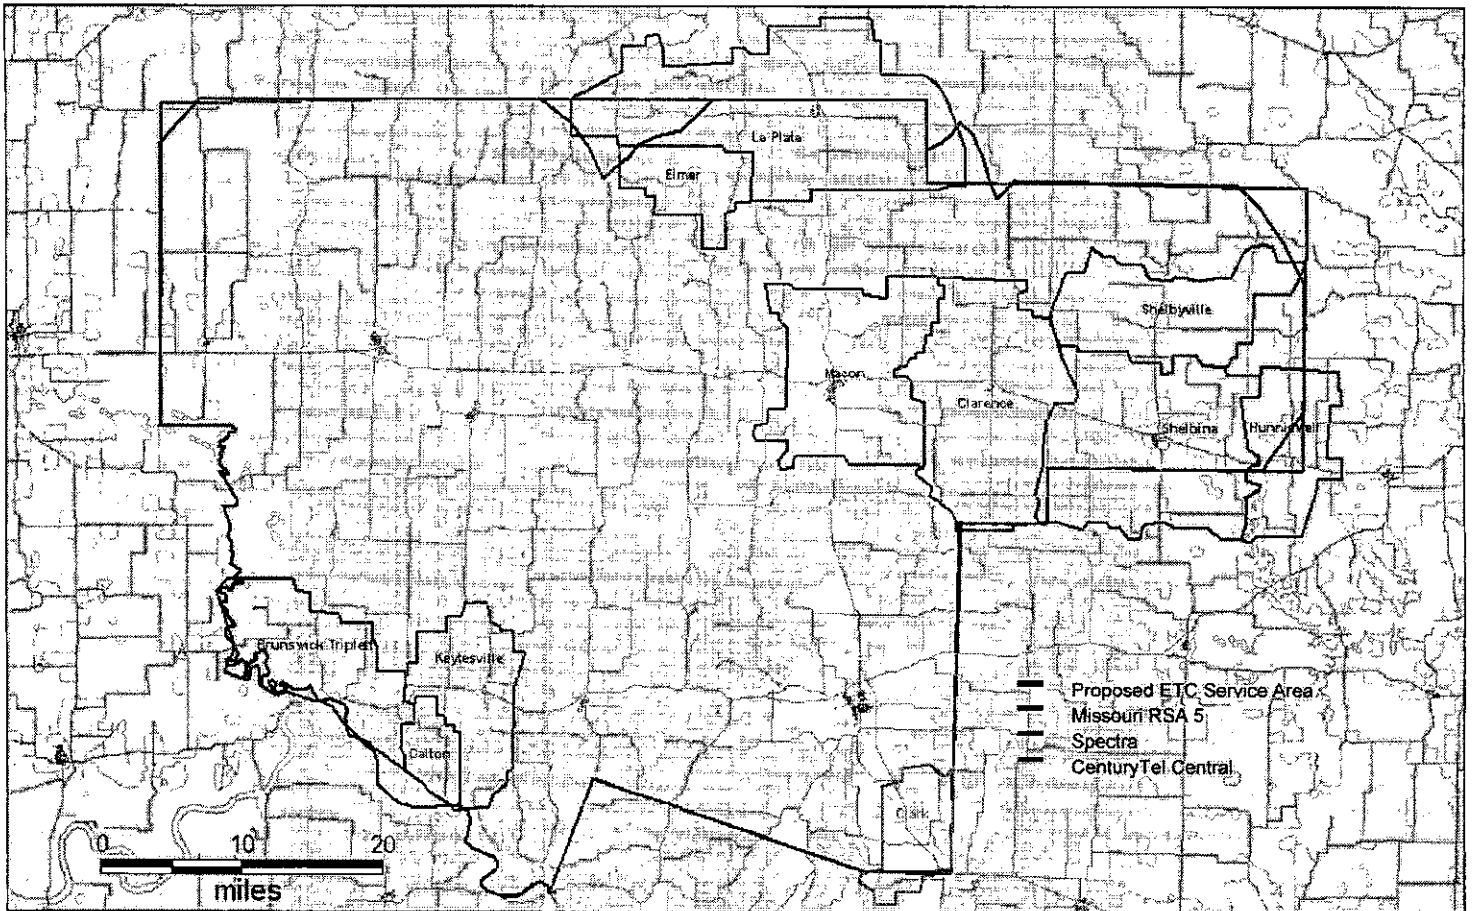 La Plata
Elmer
Shelbyville
Macon
Clarence
Shelbina
Hunnewell
Brunswick Triplett
Keytesville
Dalton
Clark
Proposed ETC Service Area
Missouri RSA 5
Spectra
CenturyTel Central
0 10 20
miles